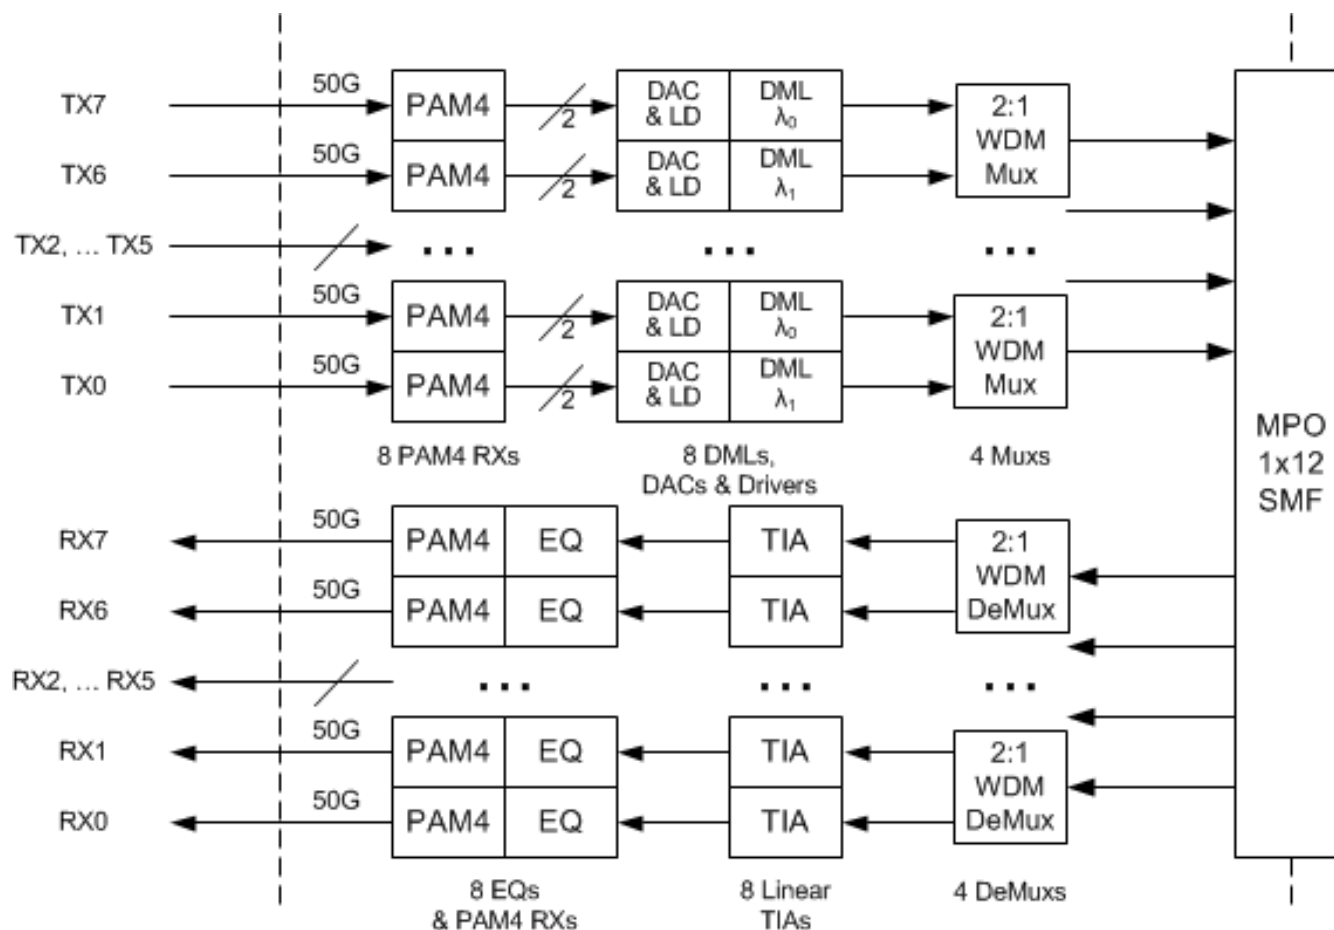 TX7
50G
PAM4
2
DAC
& LD
DML
λ0
2:1
WDM
Mux
TX6
50G
PAM4
2
DAC
& LD
DML
λ1
TX2, ... TX5
...
...
...
TX1
50G
PAM4
2
DAC
& LD
DML
λ0
2:1
WDM
Mux
TX0
50G
PAM4
2
DAC
& LD
DML
λ1
8 PAM4 RXs
8 DMLs,
DACs & Drivers
4 Muxs
MPO
1x12
SMF
RX7
50G
PAM4
EQ
TIA
2:1
WDM
DeMux
RX6
50G
PAM4
EQ
TIA
RX2, ... RX5
...
...
...
RX1
50G
PAM4
EQ
TIA
2:1
WDM
DeMux
RX0
50G
PAM4
EQ
TIA
8 EQs
& PAM4 RXs
8 Linear
TIAs
4 DeMuxs